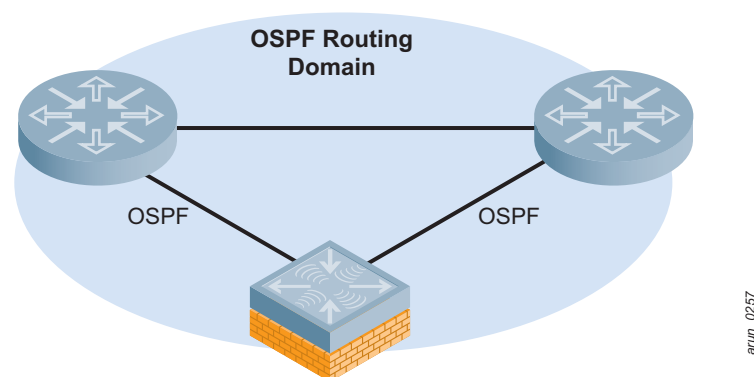 OSPF Routing
Domain
OSPF
OSPF
arun_0257